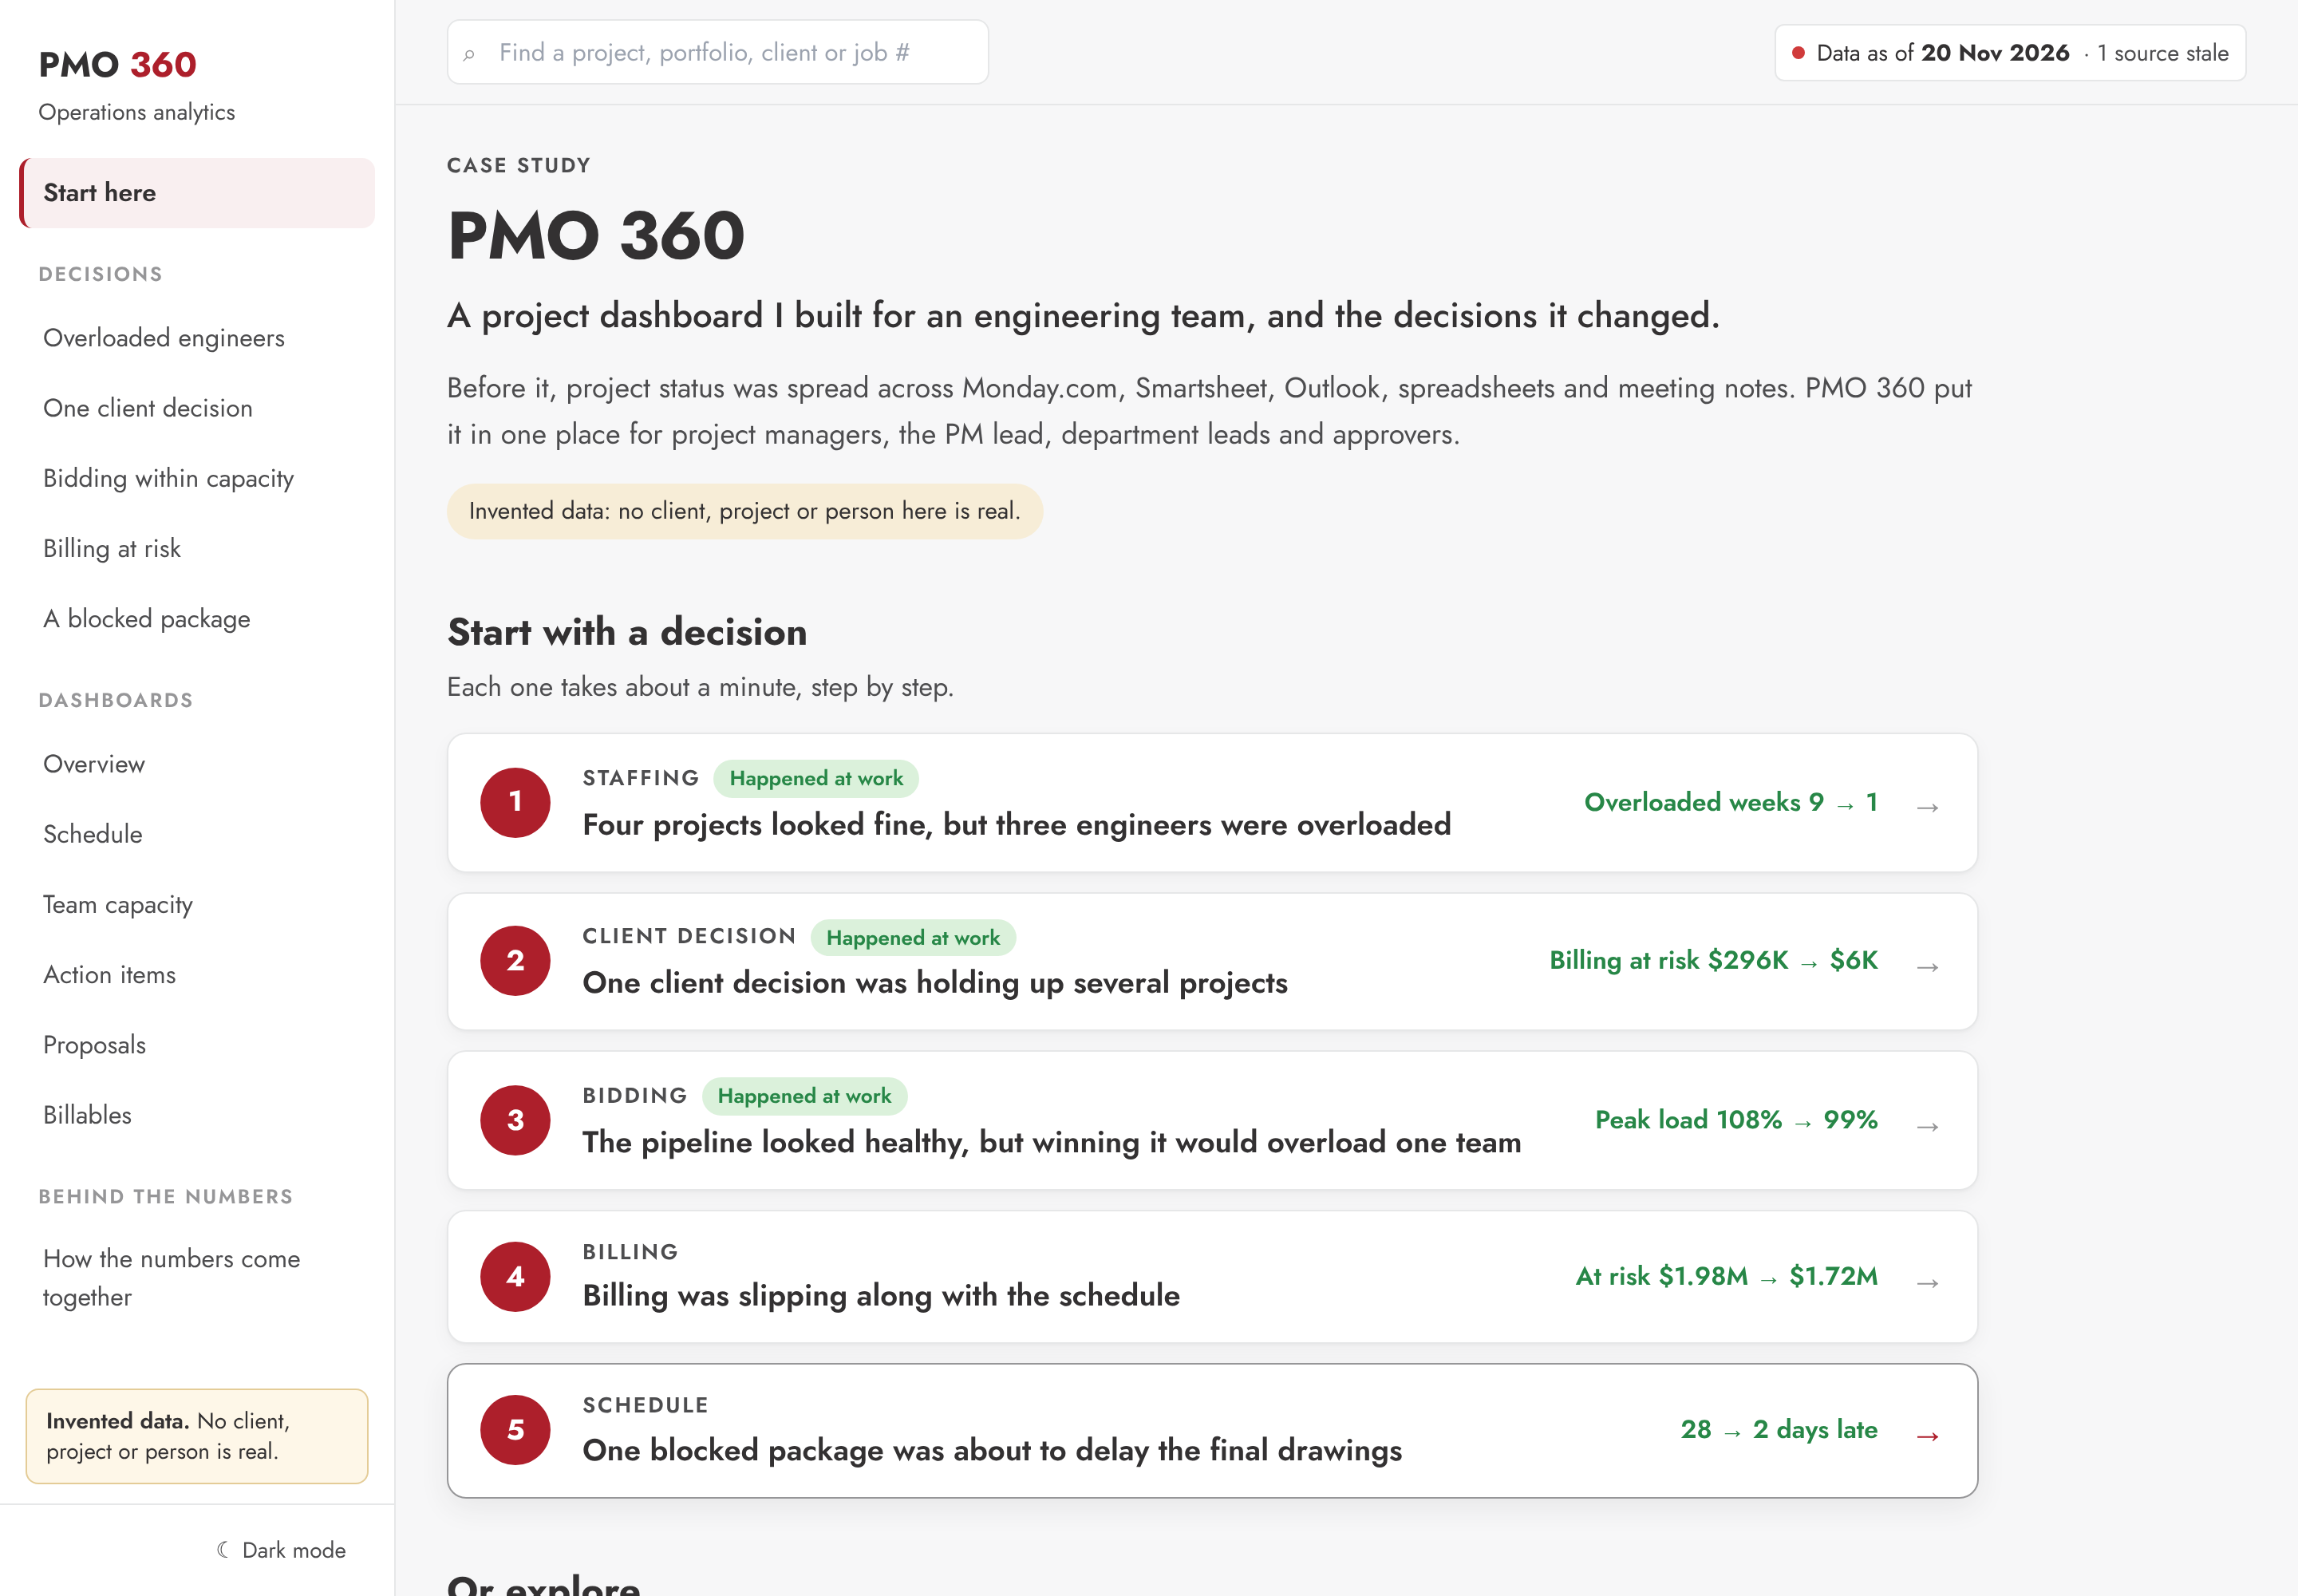 PMO 360
Operations analytics
Start here
DECISIONS
Overloaded engineers
One client decision
Bidding within capacity
Billing at risk
A blocked package
DASHBOARDS
Overview
Schedule
Team capacity
Action items
Proposals
Billables
BEHIND THE NUMBERS
How the numbers come
together
Invented data. No client,
project or person is real.
☾ Dark mode
Find a project, portfolio, client or job #
Data as of 20 Nov 2026 · 1 source stale
CASE STUDY
PMO 360
A project dashboard I built for an engineering team, and the decisions it changed.
Before it, project status was spread across Monday.com, Smartsheet, Outlook, spreadsheets and meeting notes. PMO 360 put
it in one place for project managers, the PM lead, department leads and approvers.
Invented data: no client, project or person here is real.
Start with a decision
Each one takes about a minute, step by step.
1
STAFFING Happened at work
Four projects looked fine, but three engineers were overloaded
Overloaded weeks 9 → 1 →
2
CLIENT DECISION Happened at work
One client decision was holding up several projects
Billing at risk $296K → $6K →
3
BIDDING Happened at work
The pipeline looked healthy, but winning it would overload one team
Peak load 108% → 99% →
4
BILLING
Billing was slipping along with the schedule
At risk $1.98M → $1.72M →
5
SCHEDULE
One blocked package was about to delay the final drawings
28 → 2 days late →
Or explore